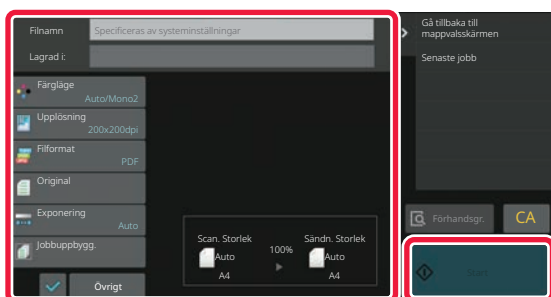 Filnamn
Specificeras av systeminställningar
Lagrad i:
Färgläge
Auto/Mono2
Upplösning
200x200dpi
Filformat
PDF
Original
Exponering
Auto
Jobbuppbygg.
Övrigt
Scan. Storlek
Auto
A4
100%
Sändn. Storlek
Auto
A4
Gå tillbaka till
mappvalsskärmen
Senaste jobb
Förhandsgr.
CA
Start